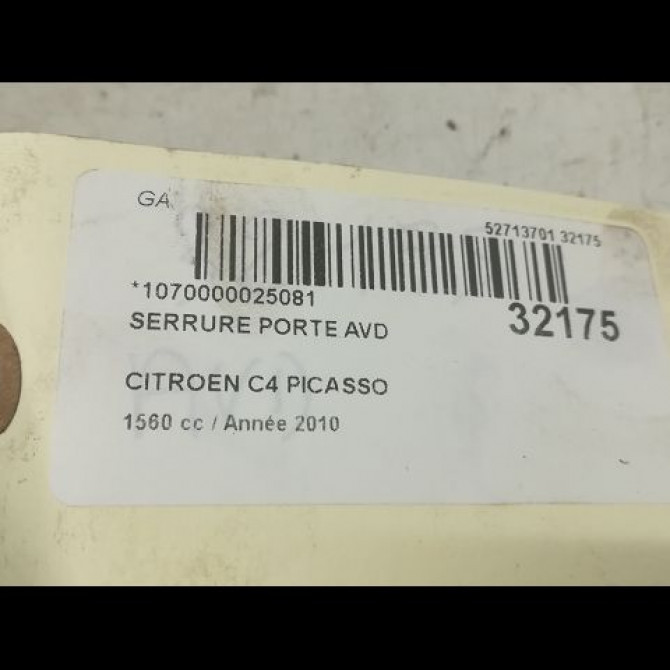 GA
52713701 32175
*1070000025081
32175
SERRURE PORTE AVD
CITROEN C4 PICASSO
1560 cc / Année 2010